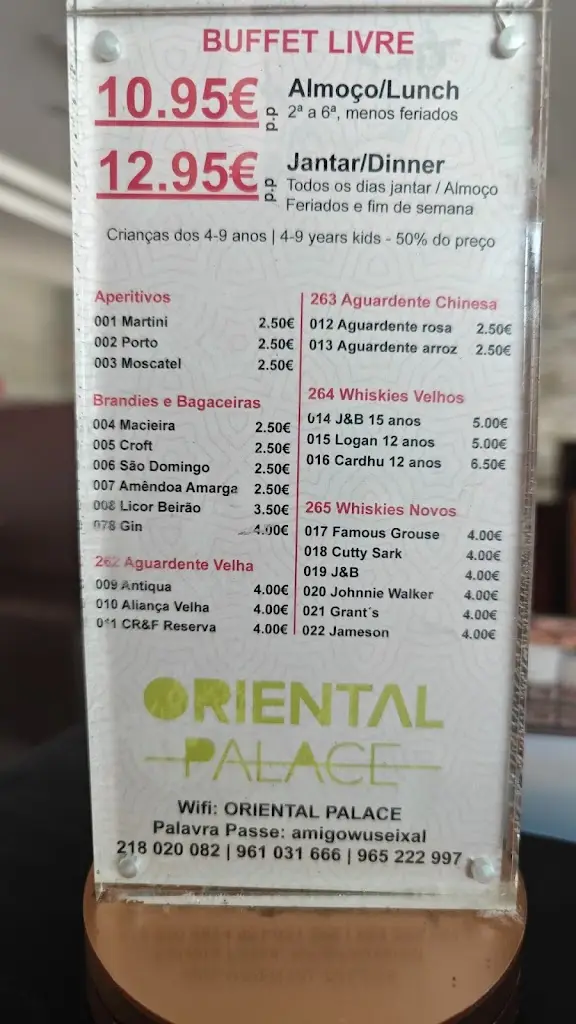 BUFFET LIVRE
10.95€ p.p Almoço/Lunch
2ª a 6ª, menos feriados
12.95€ p.p Jantar/Dinner
Todos os dias jantar / Almoço
Feriados e fim de semana
Crianças dos 4-9 anos | 4-9 years kids - 50% do preço
Aperitivos
001 Martini 2.50€
002 Porto 2.50€
003 Moscatel 2.50€
Brandies e Bagaceiras
004 Macieira 2.50€
005 Croft 2.50€
006 São Domingo 2.50€
007 Amêndoa Amarga 2.50€
008 Licor Beirão 3.50€
078 Gin 4.00€
262 Aguardente Velha
009 Antiqua 4.00€
010 Aliança Velha 4.00€
011 CR&F Reserva 4.00€
263 Aguardente Chinesa
012 Aguardente rosa 2.50€
013 Aguardente arroz 2.50€
264 Whiskies Velhos
014 J&B 15 anos 5.00€
015 Logan 12 anos 5.00€
016 Cardhu 12 anos 6.50€
265 Whiskies Novos
017 Famous Grouse 4.00€
018 Cutty Sark 4.00€
019 J&B 4.00€
020 Johnnie Walker 4.00€
021 Grant´s 4.00€
022 Jameson 4.00€
ORIENTAL
PALACE
Wifi: ORIENTAL PALACE
Palavra Passe: amigowuseixal
218 020 082 | 961 031 666 | 965 222 997